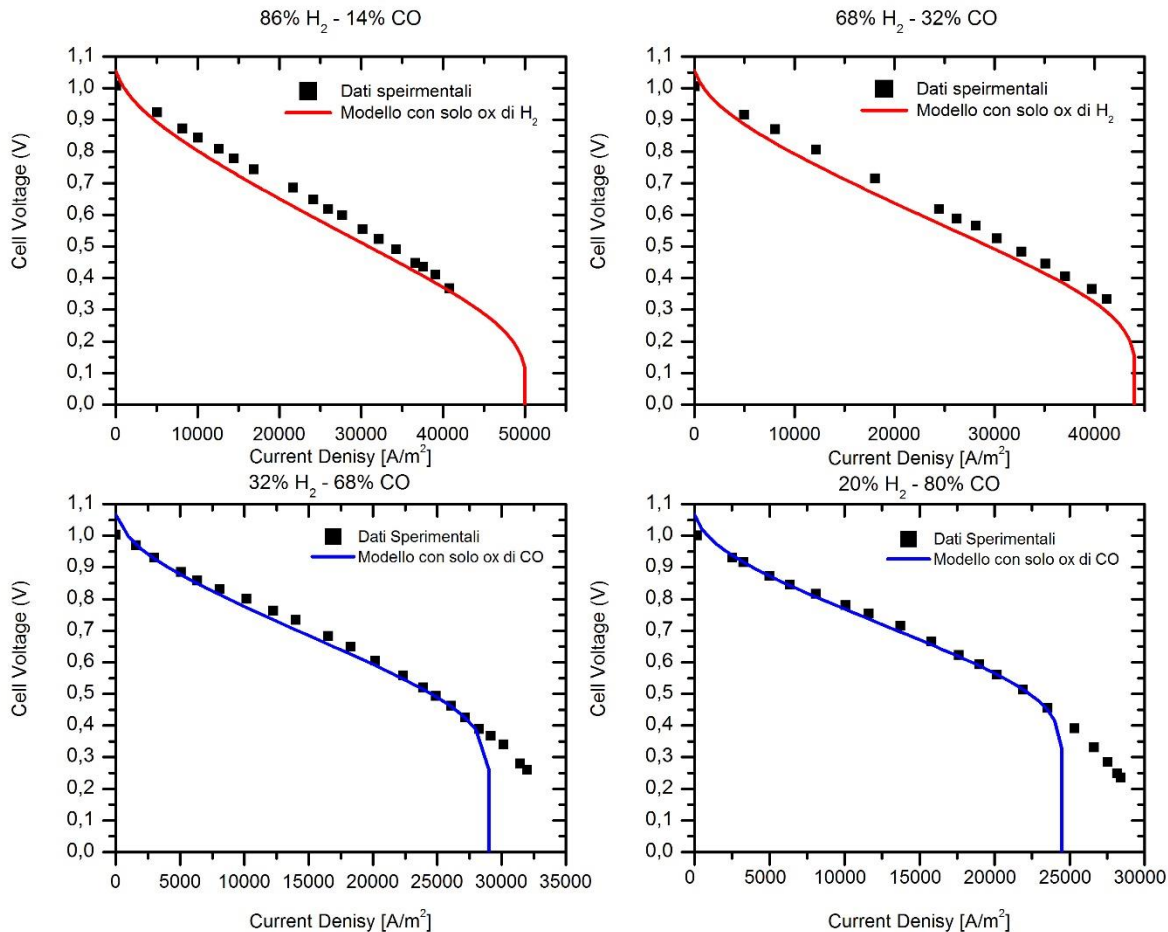 86% H₂ - 14% CO
1,1
1,0
0,9
0,8
0,7
0,6
0,5
0,4
0,3
0,2
0,1
0,0
Cell Voltage (V)
Dati speirmentali
Modello con solo ox di H₂
0 10000 20000 30000 40000 50000
Current Denisy [A/m²]
68% H₂ - 32% CO
1,1
1,0
0,9
0,8
0,7
0,6
0,5
0,4
0,3
0,2
0,1
0,0
Cell Voltage (V)
Dati speirmentali
Modello con solo ox di H₂
0 10000 20000 30000 40000
Current Denisy [A/m²]
32% H₂ - 68% CO
1,1
1,0
0,9
0,8
0,7
0,6
0,5
0,4
0,3
0,2
0,1
0,0
Cell Voltage (V)
Dati Sperimentali
Modello con solo ox di CO
0 5000 10000 15000 20000 25000 30000 35000
Current Denisy [A/m²]
20% H₂ - 80% CO
1,1
1,0
0,9
0,8
0,7
0,6
0,5
0,4
0,3
0,2
0,1
0,0
Cell Voltage (V)
Dati Sperimentali
Modello con solo ox di CO
0 5000 10000 15000 20000 25000 30000
Current Denisy [A/m²]